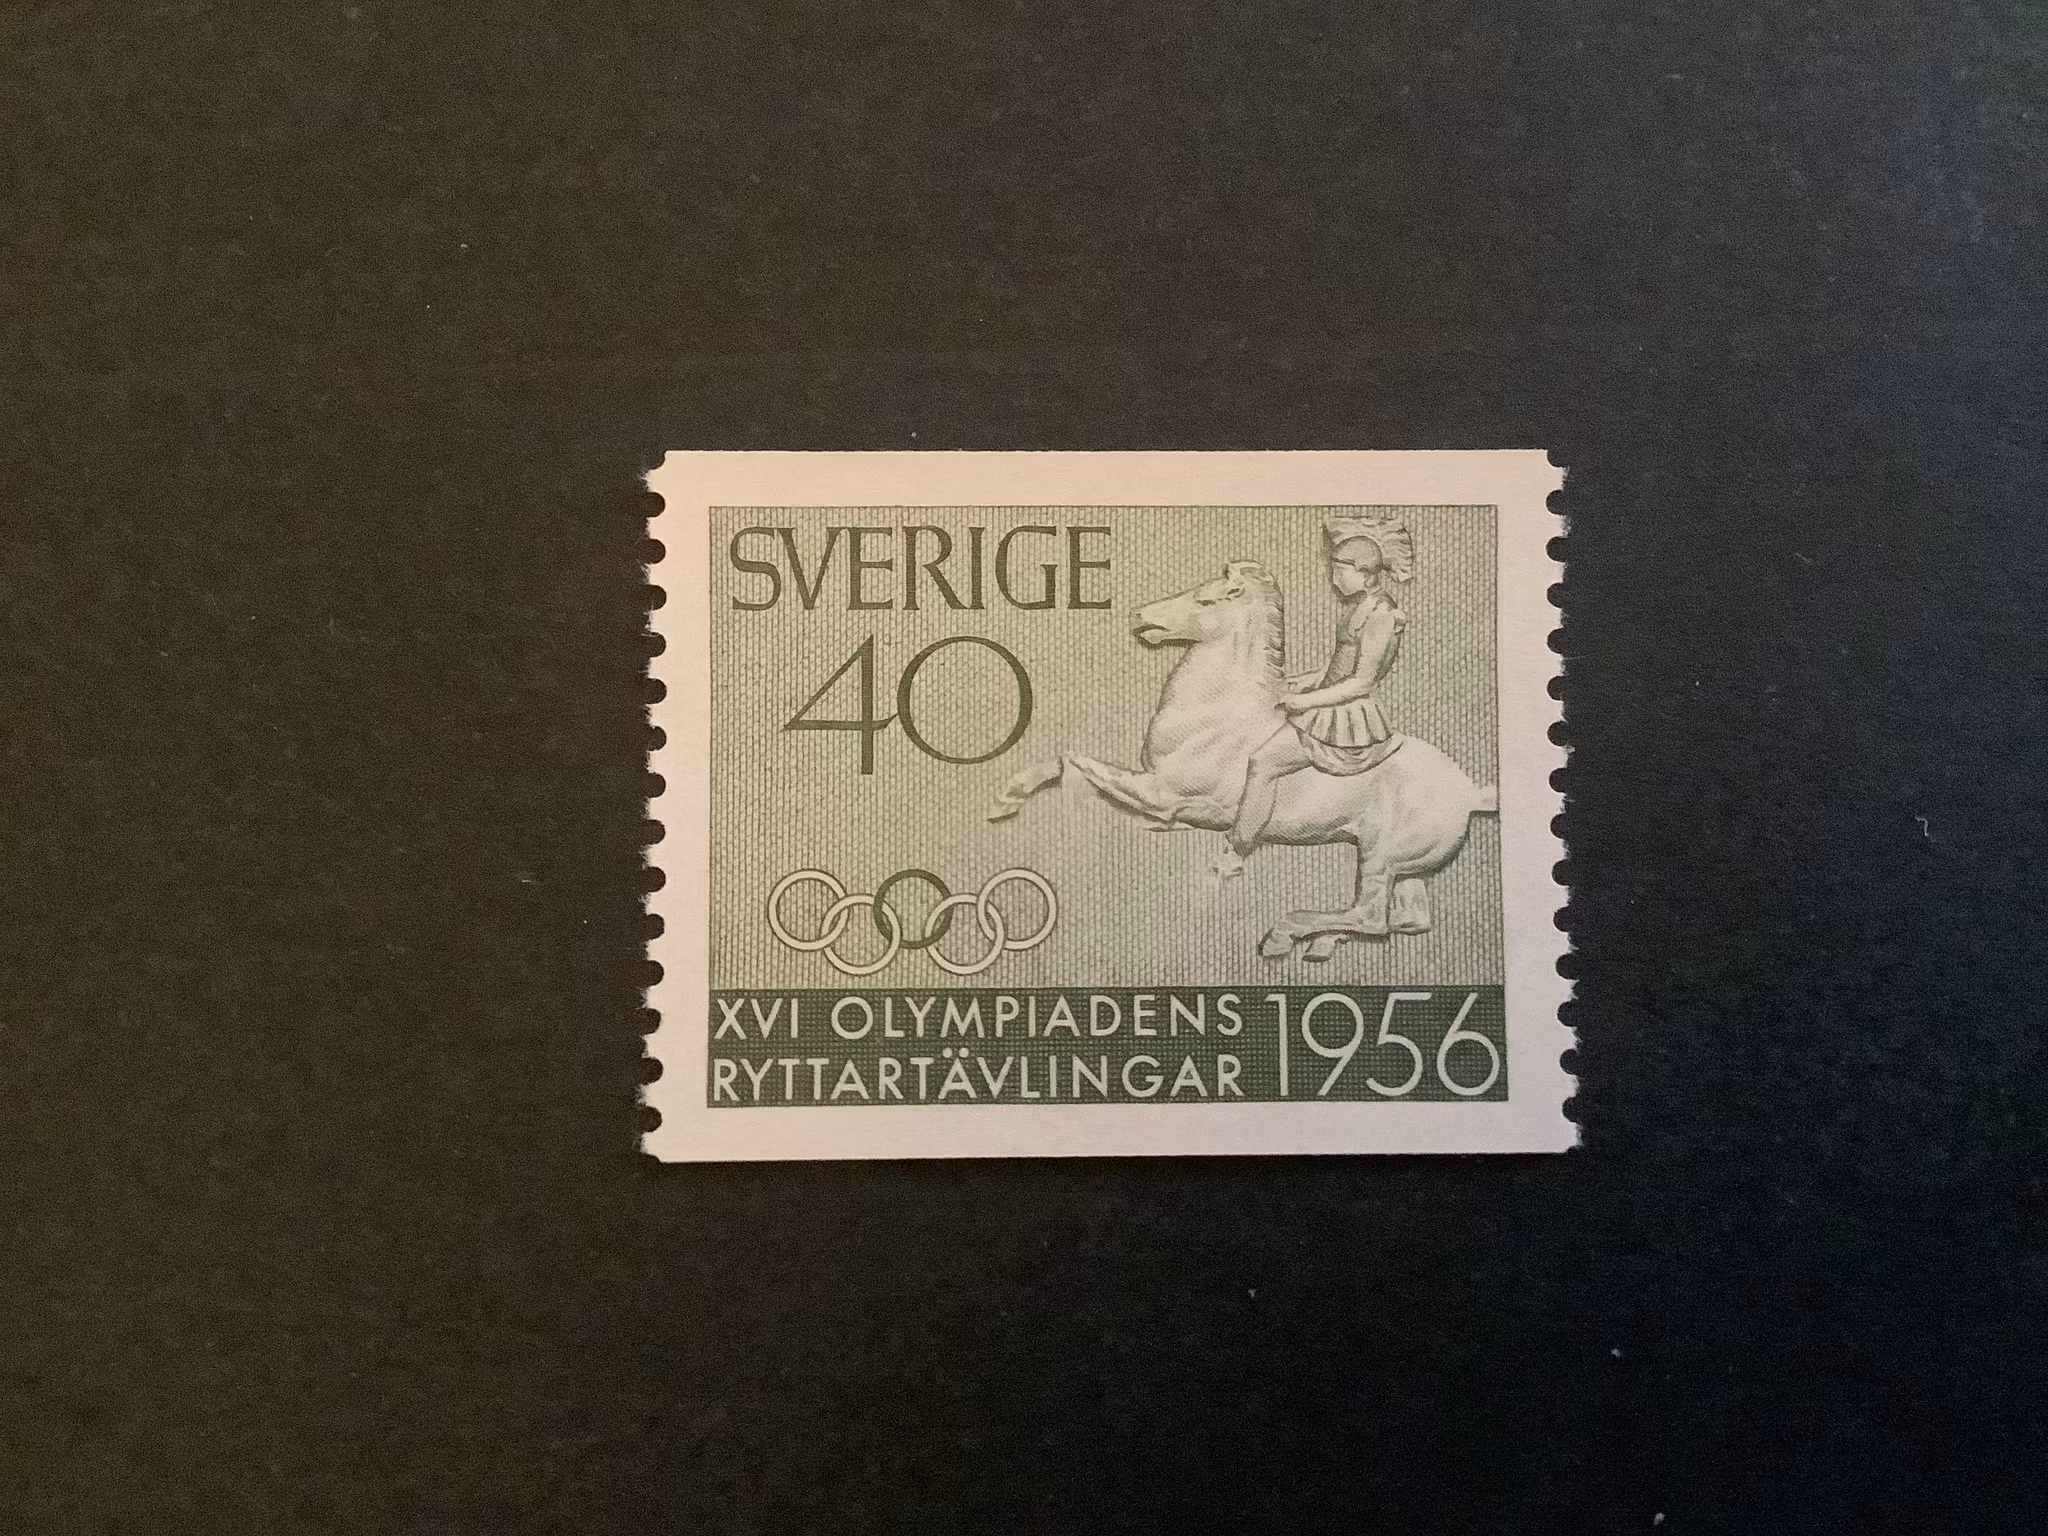 SVERIGE
40
XVI OLYMPIADENS
RYTTARTÄVLINGAR
1956